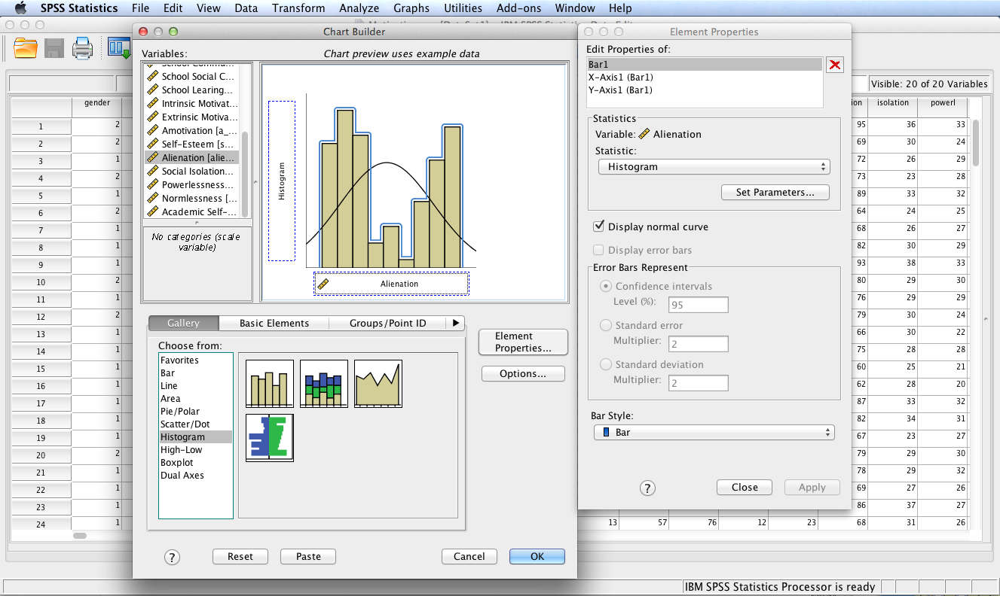 SPSS Statistics File Edit View Data Transform Analyze Graphs Utilities Add-ons Window Help
Chart Builder
Variables:
Chart preview uses example data
School Social C...
School Learing...
Intrinsic Motivat...
Extrinsic Motiva...
Amotivation [a_...
Self-Esteem [s...
Alienation [alie...
Social Isolation...
Powerlessness...
Normlessness [...
Academic Self-...
No categories (scale
variable)
Histogram
Alienation
Gallery Basic Elements Groups/Point ID
Choose from:
Favorites
Bar
Line
Area
Pie/Polar
Scatter/Dot
Histogram
High-Low
Boxplot
Dual Axes
Element
Properties...
Options...
? Reset Paste Cancel OK
Element Properties
Edit Properties of:
Bar1
X-Axis1 (Bar1)
Y-Axis1 (Bar1)
Statistics
Variable: Alienation
Statistic:
Histogram
Set Parameters...
Display normal curve
Display error bars
Error Bars Represent
Confidence intervals
Level (%): 95
Standard error
Multiplier: 2
Standard deviation
Multiplier: 2
Bar Style:
Bar
? Close Apply
Visible: 20 of 20 Variables
gender ion isolation powerl
1 2 95 36 33
2 2 69 30 24
3 1 72 26 29
4 2 73 23 28
5 1 89 33 32
6 2 64 24 25
7 1 68 26 27
8 1 82 30 29
9 1 93 38 33
10 2 80 29 30
11 1 76 29 29
12 2 79 30 24
13 1 66 30 22
14 1 75 28 28
15 1 60 25 21
16 1 62 28 20
17 1 87 33 32
18 1 82 34 31
19 1 67 23 27
20 2 79 29 30
21 1 78 29 32
22 1 69 27 26
23 1 86 37 27
24 1 13 57 76 12 23 68 31 26
IBM SPSS Statistics Processor is ready